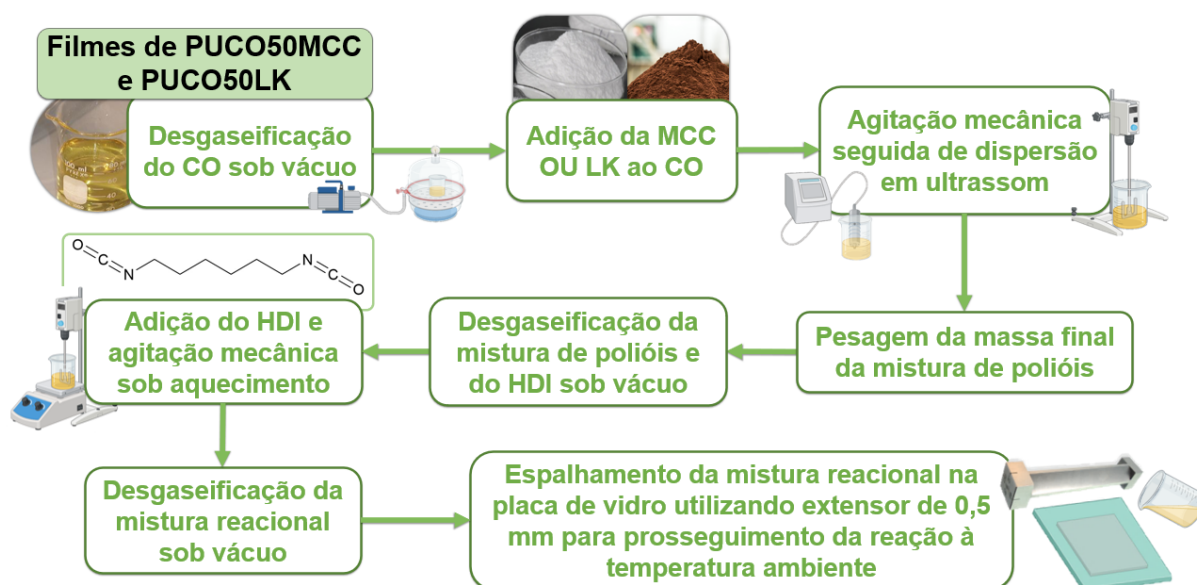 Filmes de PUCO50MCC
e PUCO50LK
Desgaseificação
do CO sob vácuo
Adição da MCC
OU LK ao CO
Agitação mecânica
seguida de dispersão
em ultrassom
Pesagem da massa final
da mistura de polióis
Desgaseificação da
mistura de polióis e
do HDI sob vácuo
O
C
N
N
C
O
Adição do HDI e
agitação mecânica
sob aquecimento
Desgaseificação da
mistura reacional
sob vácuo
Espalhamento da mistura reacional na
placa de vidro utilizando extensor de 0,5
mm para prosseguimento da reação à
temperatura ambiente